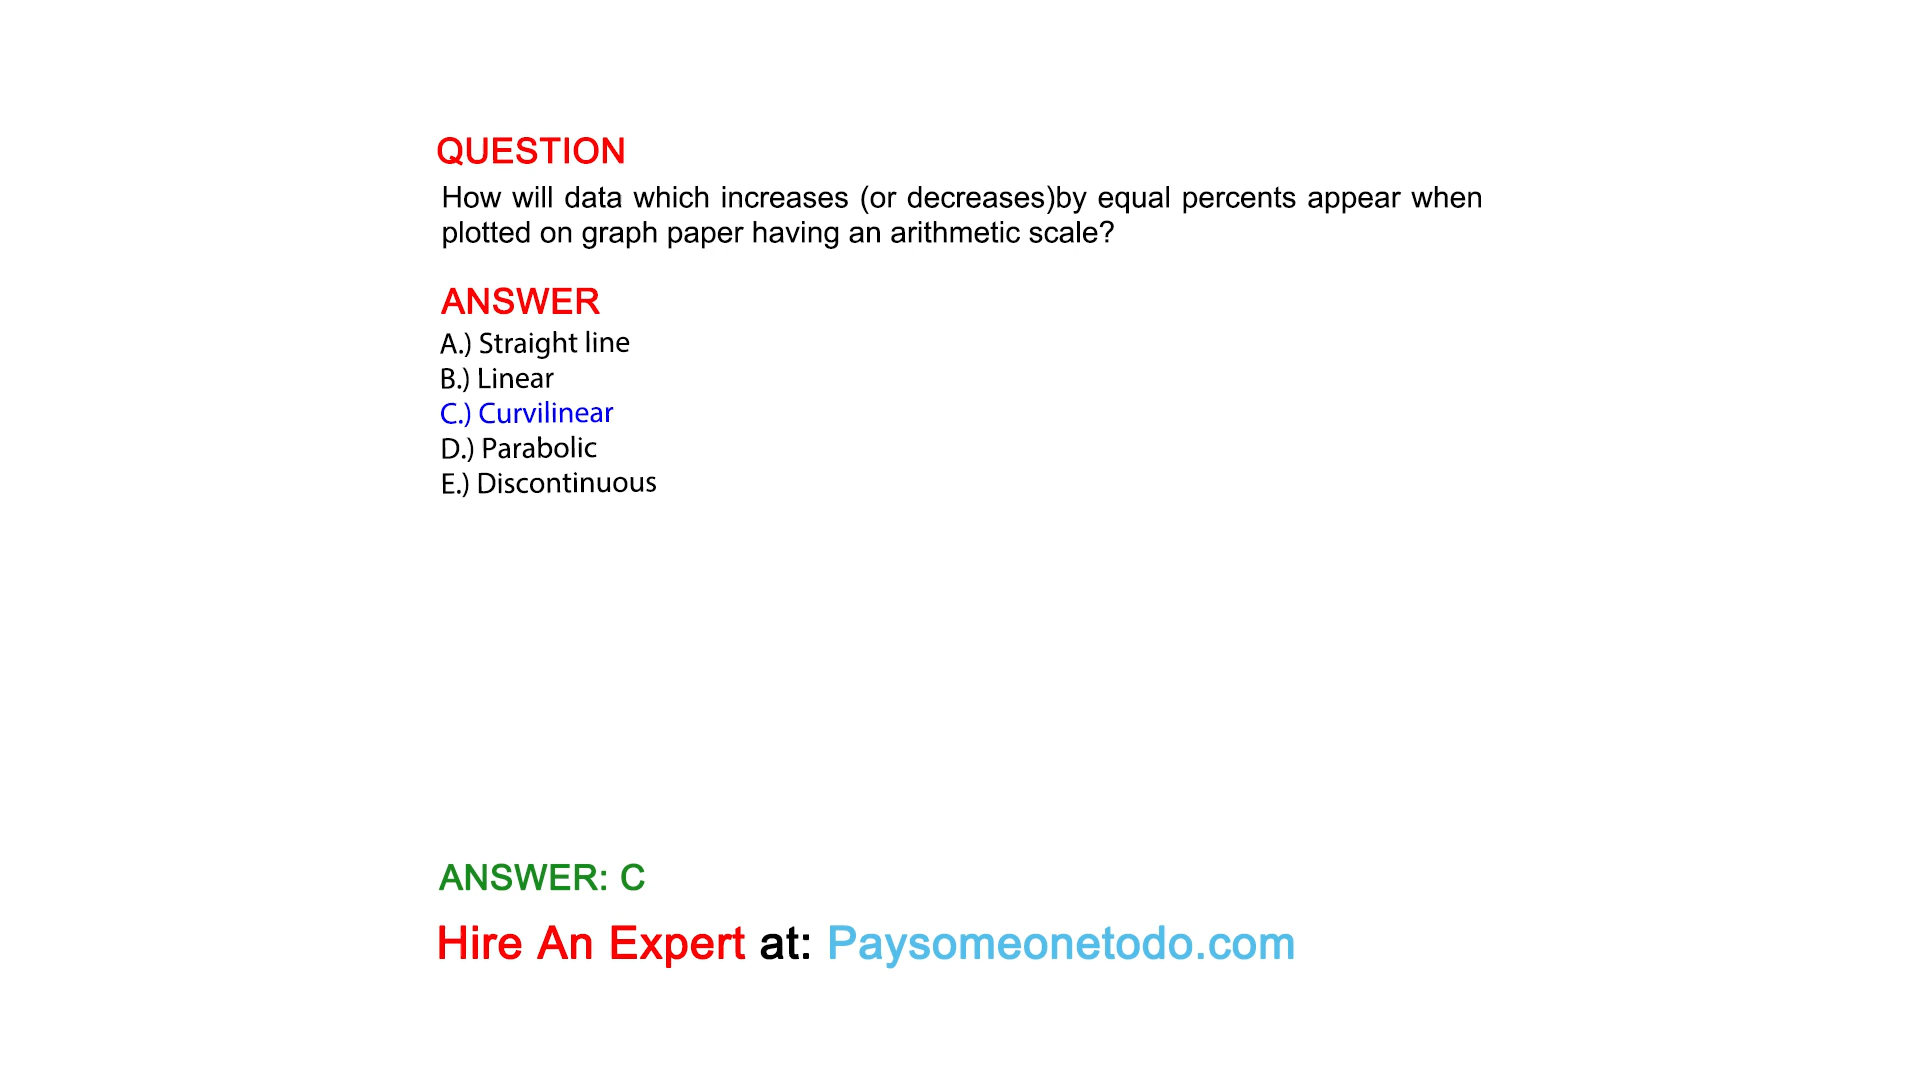 QUESTION
How will data which increases (or decreases)by equal percents appear when
plotted on graph paper having an arithmetic scale?
ANSWER
A.) Straight line
B.) Linear
C.) Curvilinear
D.) Parabolic
E.) Discontinuous
ANSWER: C
Hire An Expert at: Paysomeonetodo.com